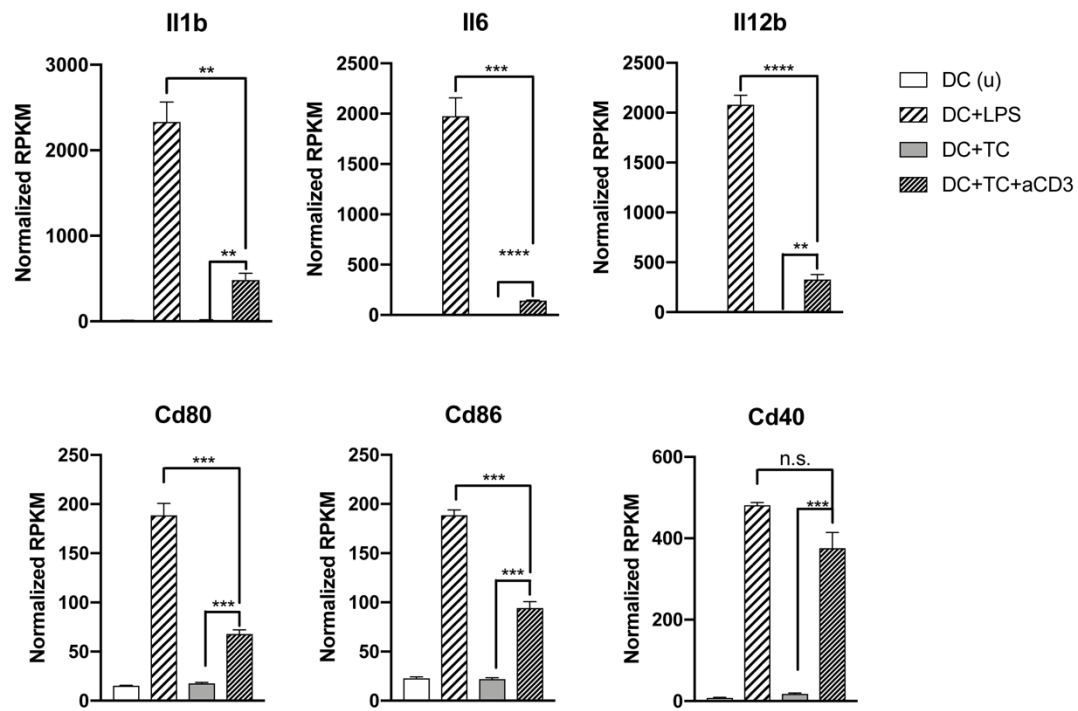 Il1b
Normalized RPKM
3000
2000
1000
0
**
**
Il6
Normalized RPKM
2500
2000
1500
1000
500
0
***
****
Il12b
Normalized RPKM
2500
2000
1500
1000
500
0
****
**
DC (u)
DC+LPS
DC+TC
DC+TC+aCD3
Cd80
Normalized RPKM
250
200
150
100
50
0
***
***
Cd86
Normalized RPKM
250
200
150
100
50
0
***
***
Cd40
Normalized RPKM
600
400
200
0
n.s.
***